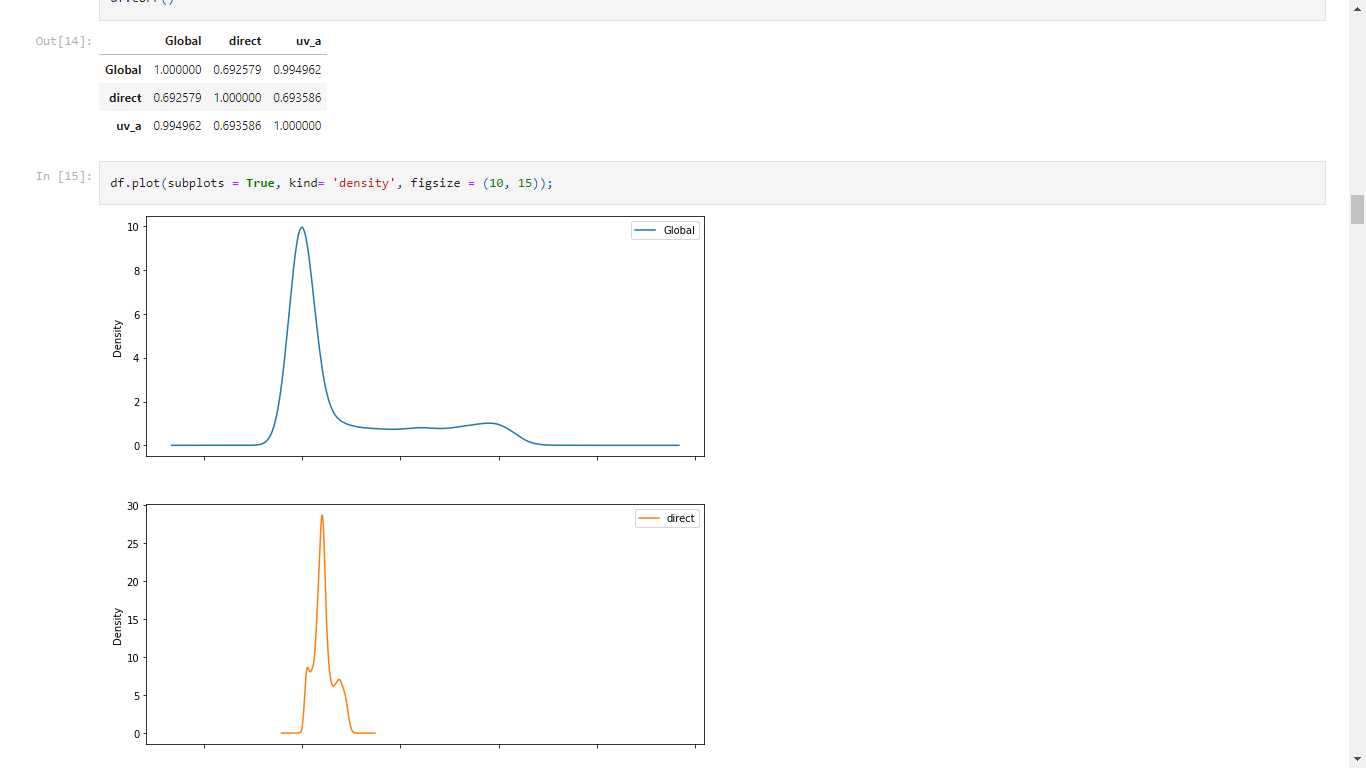 Out[14]:
Global direct uv_a
Global 1.000000 0.692579 0.994962
direct 0.692579 1.000000 0.693586
uv_a 0.994962 0.693586 1.000000
In [15]:
df.plot(subplots = True, kind= 'density', figsize = (10, 15));
Global
10
8
6
4
2
0
Density
direct
30
25
20
15
10
5
0
Density